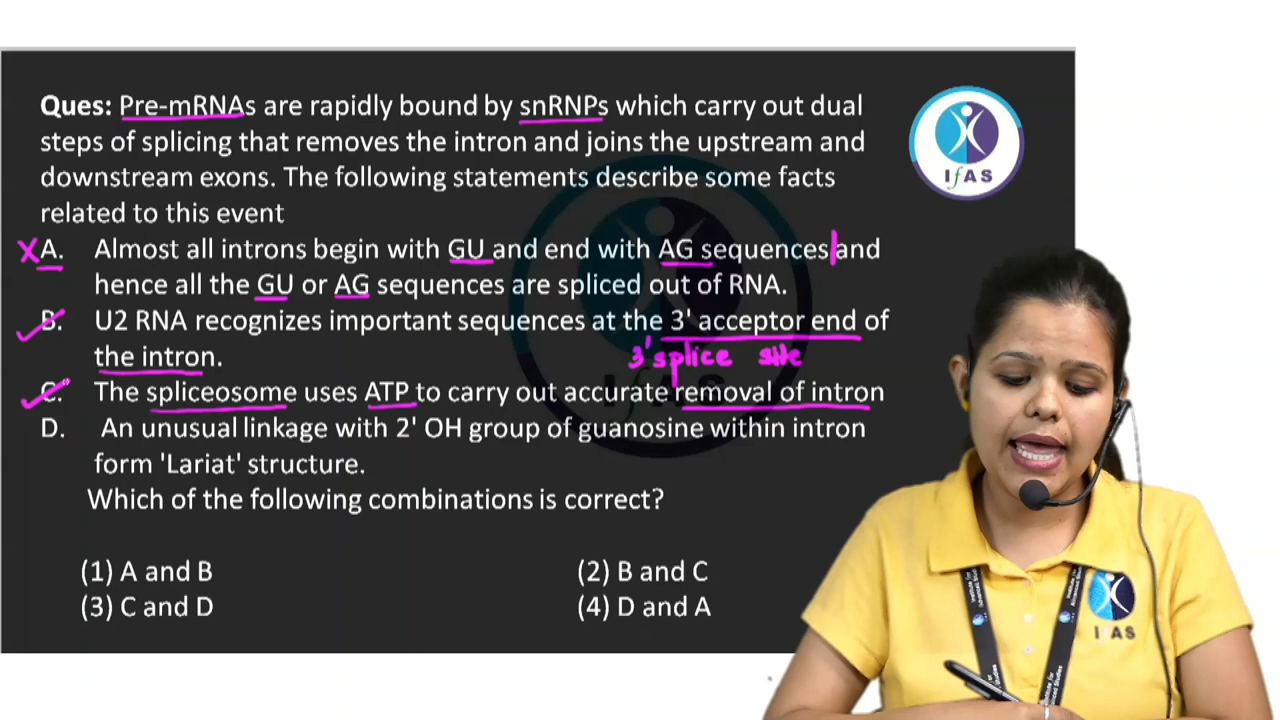 Ques: Pre-mRNAs are rapidly bound by snRNPs which carry out dual
steps of splicing that removes the intron and joins the upstream and
downstream exons. The following statements describe some facts
related to this event
XA. Almost all introns begin with GU and end with AG sequences and
hence all the GU or AG sequences are spliced out of RNA.
B. U2 RNA recognizes important sequences at the 3' acceptor end of
the intron.
3' splice site
C. The spliceosome uses ATP to carry out accurate removal of intron
D. An unusual linkage with 2' OH group of guanosine within intron
form 'Lariat' structure.
Which of the following combinations is correct?
(1) A and B
(2) B and C
(3) C and D
(4) D and A
IfAS
IfAS
I AS